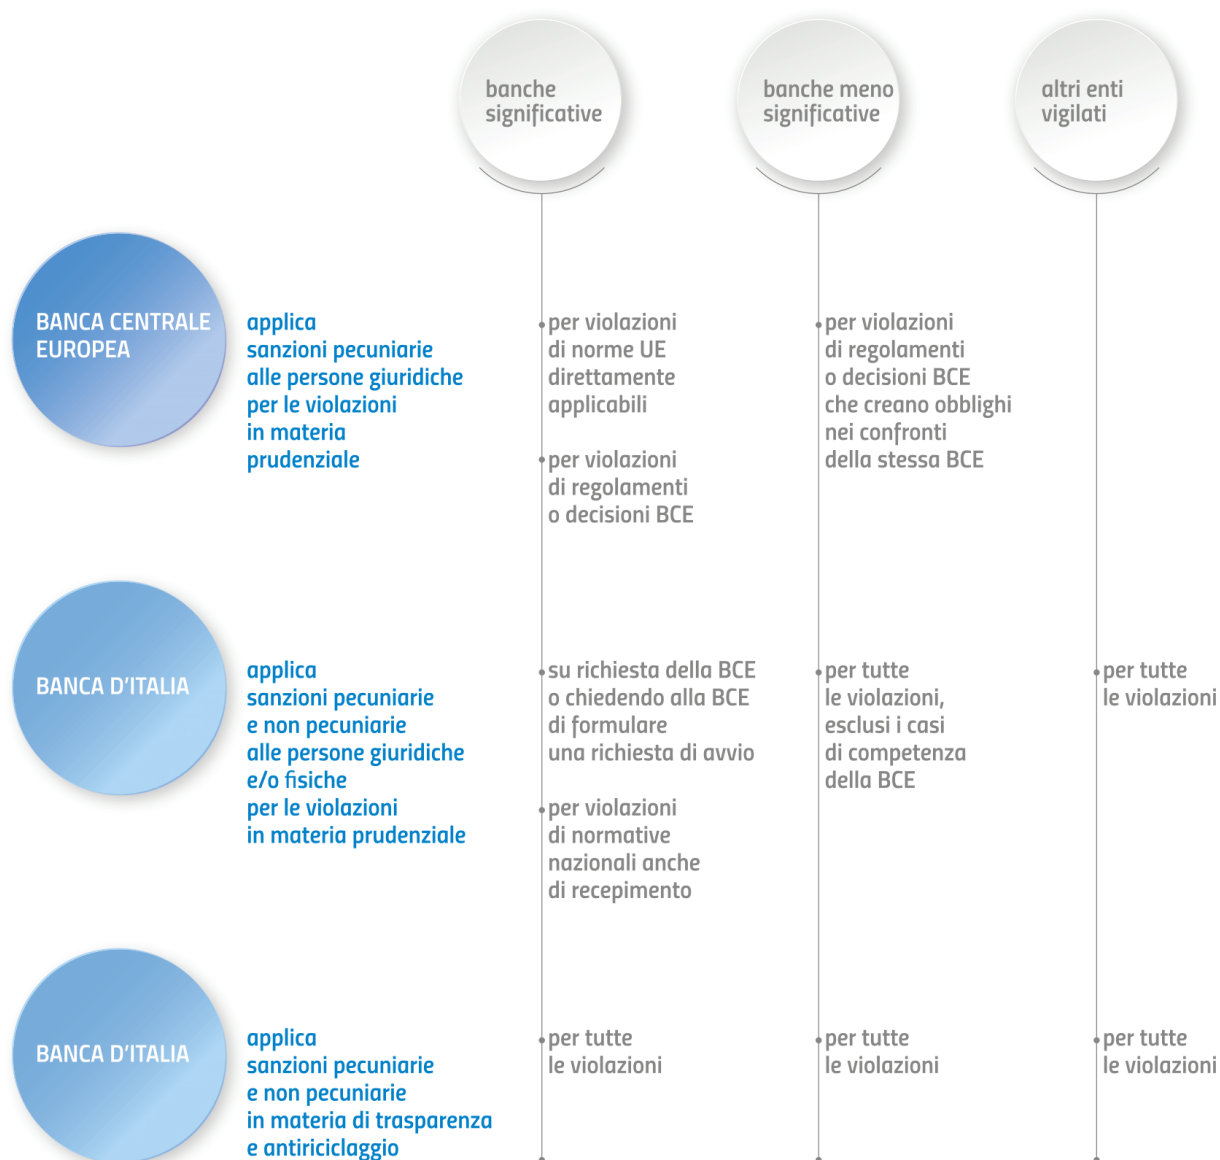 banche
significative
banche meno
significative
altri enti
vigilati
BANCA CENTRALE
EUROPEA
applica
sanzioni pecuniarie
alle persone giuridiche
per le violazioni
in materia
prudenziale
per violazioni
di norme UE
direttamente
applicabili
per violazioni
di regolamenti
o decisioni BCE
per violazioni
di regolamenti
o decisioni BCE
che creano obblighi
nei confronti
della stessa BCE
BANCA D'ITALIA
applica
sanzioni pecuniarie
e non pecuniarie
alle persone giuridiche
e/o fisiche
per le violazioni
in materia prudenziale
su richiesta della BCE
o chiedendo alla BCE
di formulare
una richiesta di avvio
per violazioni
di normative
nazionali anche
di recepimento
per tutte
le violazioni,
esclusi i casi
di competenza
della BCE
per tutte
le violazioni
BANCA D'ITALIA
applica
sanzioni pecuniarie
e non pecuniarie
in materia di trasparenza
e antiriciclaggio
per tutte
le violazioni
per tutte
le violazioni
per tutte
le violazioni